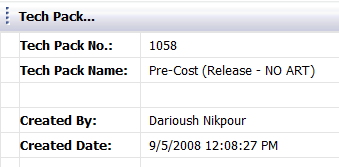 Tech Pack...
Tech Pack No.: 1058
Tech Pack Name: Pre-Cost (Release - NO ART)
Created By: Darioush Nikpour
Created Date: 9/5/2008 12:08:27 PM